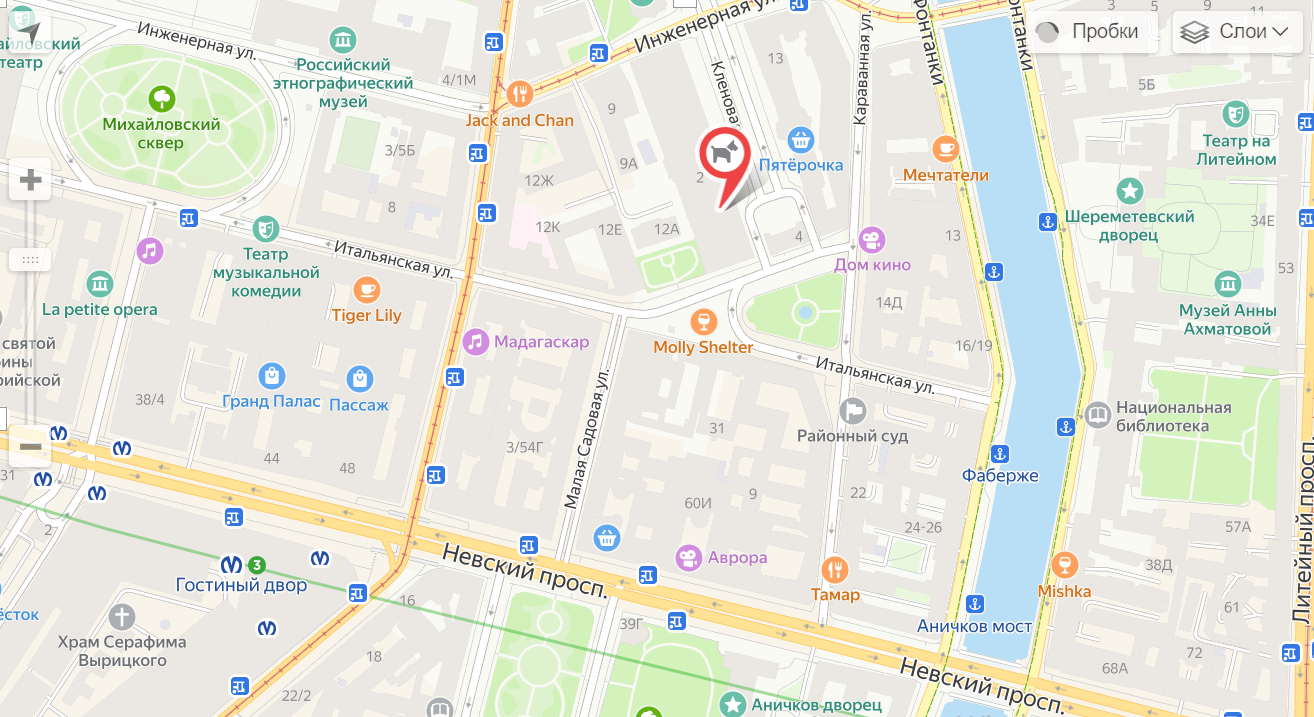 Инженерная ул.
Российский
этнографический
музей
4/1М
Михайловский
сквер
Jack and Chan
Инженерная ул.
9
13
Караванная ул.
Фонтанки
Фонтанки
Пробки
Слои
3
5
9
11
5Б
Театр на
Литейном
3/5Б
9А
2
Пятёрочка
Мечтатели
12Ж
8
12К
12Е
12А
4
13
Шереметевский
дворец
34Е
Театр
музыкальной
комедии
Итальянская ул.
Дом кино
53
La petite opera
Tiger Lily
14Д
Музей Анны
Ахматовой
Мадагаскар
Molly Shelter
16/19
святой
Итальянская ул.
Гранд Палас
Пассаж
38/4
Малая Садовая ул.
31
Районный суд
Национальная
библиотека
3/54Г
44
48
31
Фаберже
60И
9
22
24-26
57А
2
Невский просп.
Аврора
Литейный просп.
3
Гостиный двор
38Д
16
Тамар
Mishka
61
Храм Серафима
Вырицкого
39Г
Аничков мост
18
72
68А
22/2
Невский просп.
Аничков дворец